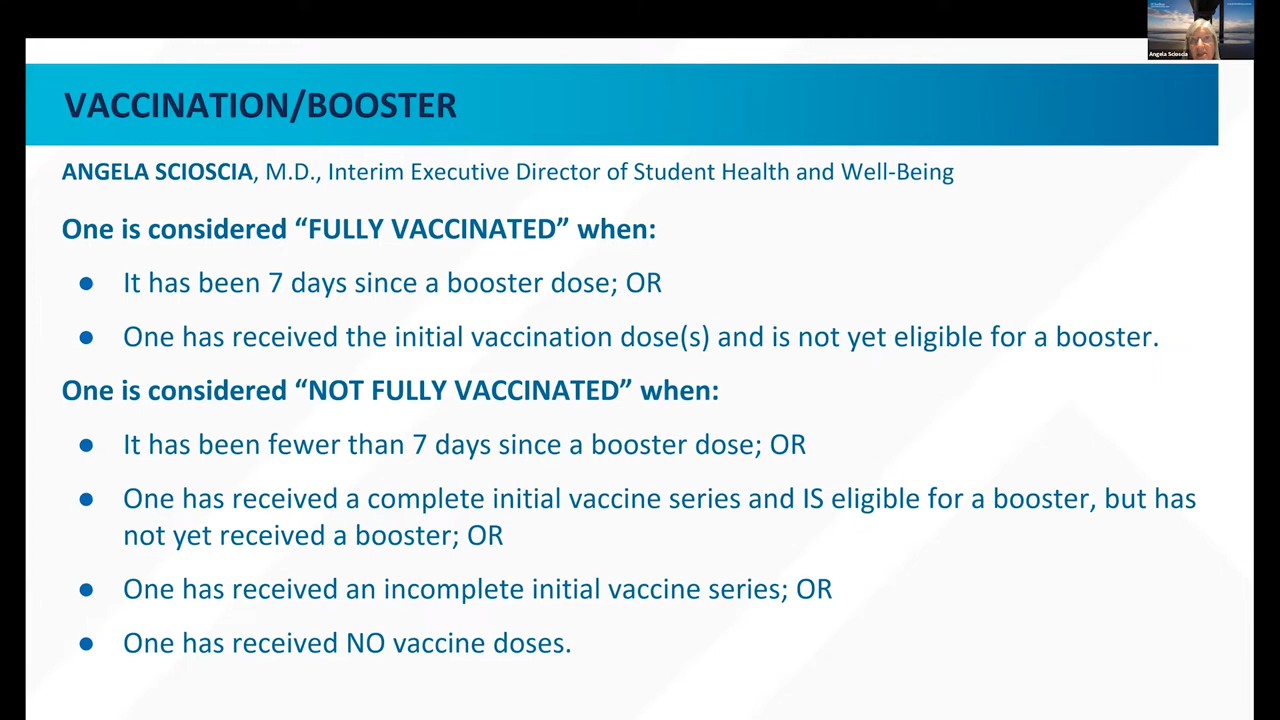 Angela Scioscia
VACCINATION/BOOSTER
ANGELA SCIOSCIA, M.D., Interim Executive Director of Student Health and Well-Being
One is considered “FULLY VACCINATED” when:
● It has been 7 days since a booster dose; OR
● One has received the initial vaccination dose(s) and is not yet eligible for a booster.
One is considered “NOT FULLY VACCINATED” when:
● It has been fewer than 7 days since a booster dose; OR
● One has received a complete initial vaccine series and IS eligible for a booster, but has
not yet received a booster; OR
● One has received an incomplete initial vaccine series; OR
● One has received NO vaccine doses.